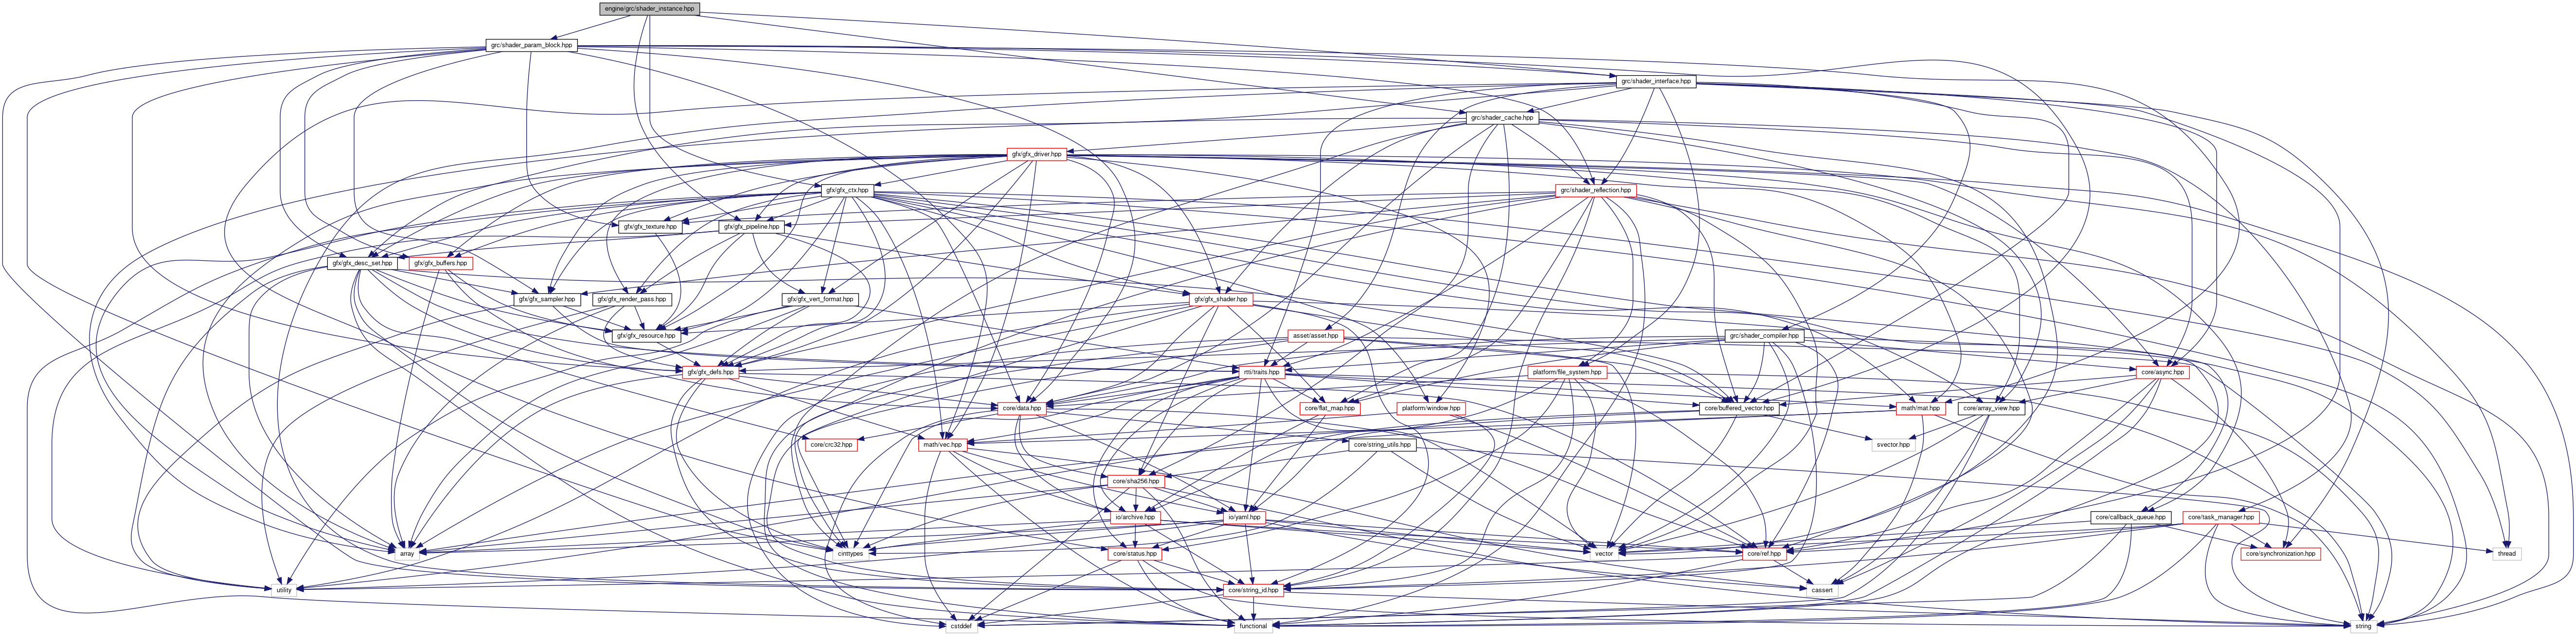 engine/grc/shader_instance.hpp
grc/shader_param_block.hpp
grc/shader_interface.hpp
grc/shader_cache.hpp
gfx/gfx_driver.hpp
gfx/gfx_ctx.hpp
grc/shader_reflection.hpp
gfx/gfx_texture.hpp
gfx/gfx_pipeline.hpp
gfx/gfx_desc_set.hpp
gfx/gfx_buffers.hpp
gfx/gfx_sampler.hpp
gfx/gfx_render_pass.hpp
gfx/gfx_vert_format.hpp
gfx/gfx_shader.hpp
gfx/gfx_resource.hpp
asset/asset.hpp
grc/shader_compiler.hpp
gfx/gfx_defs.hpp
rtti/traits.hpp
platform/file_system.hpp
core/async.hpp
core/data.hpp
core/flat_map.hpp
platform/window.hpp
core/buffered_vector.hpp
math/mat.hpp
core/array_view.hpp
core/crc32.hpp
math/vec.hpp
core/string_utils.hpp
svector.hpp
core/sha256.hpp
io/archive.hpp
io/yaml.hpp
core/callback_queue.hpp
core/task_manager.hpp
array
cinttypes
core/status.hpp
vector
core/ref.hpp
core/synchronization.hpp
thread
utility
core/string_id.hpp
cassert
cstddef
functional
string